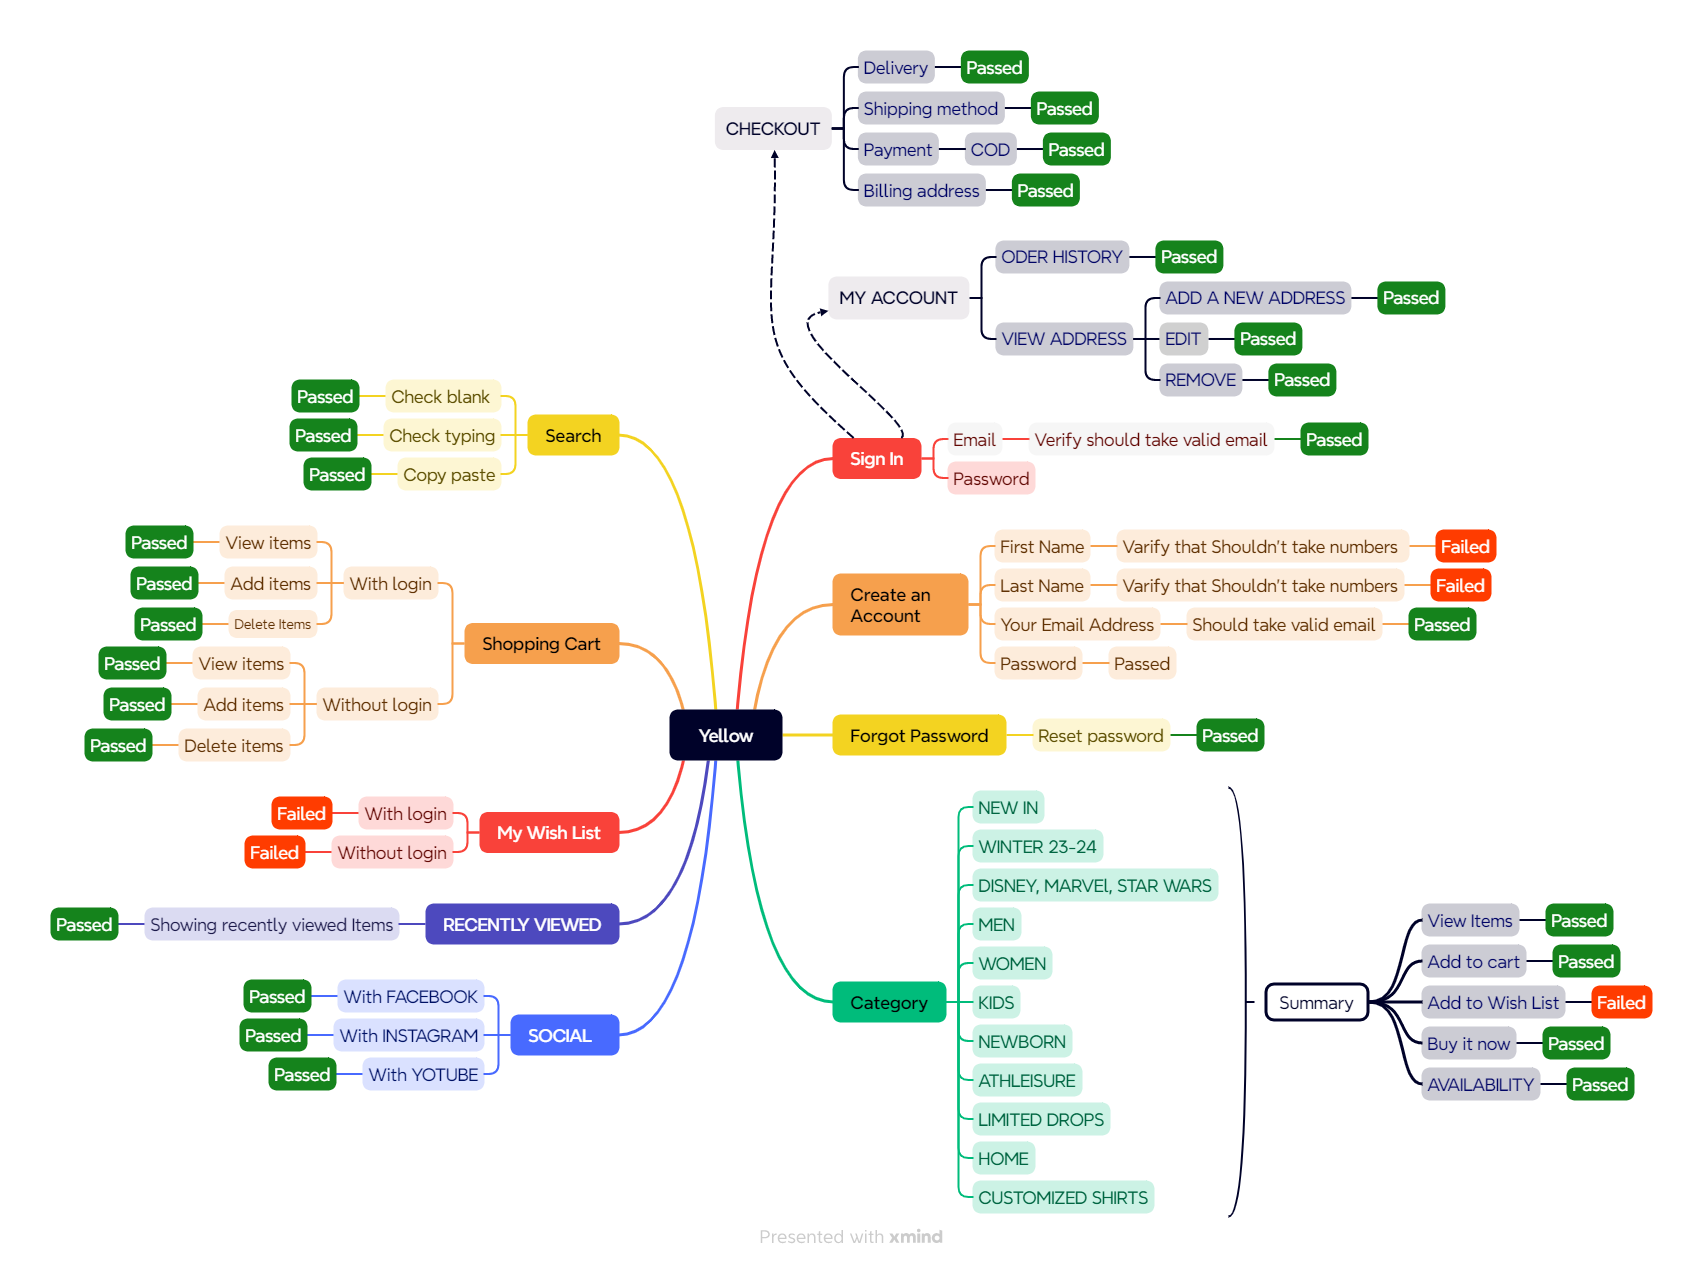 CHECKOUT
Delivery
Passed
Shipping method
Passed
Payment
COD
Passed
Billing address
Passed
MY ACCOUNT
ODER HISTORY
Passed
VIEW ADDRESS
ADD A NEW ADDRESS
Passed
EDIT
Passed
REMOVE
Passed
Sign In
Email
Verify should take valid email
Passed
Password
Create an
Account
First Name
Varify that Shouldn't take numbers
Failed
Last Name
Varify that Shouldn't take numbers
Failed
Your Email Address
Should take valid email
Passed
Password
Passed
Yellow
Forgot Password
Reset password
Passed
Category
NEW IN
WINTER 23-24
DISNEY, MARVEl, STAR WARS
MEN
WOMEN
KIDS
NEWBORN
ATHLEISURE
LIMITED DROPS
HOME
CUSTOMIZED SHIRTS
Summary
View Items
Passed
Add to cart
Passed
Add to Wish List
Failed
Buy it now
Passed
AVAILABILITY
Passed
Search
Check blank
Passed
Check typing
Passed
Copy paste
Passed
Shopping Cart
With login
View items
Passed
Add items
Passed
Delete Items
Passed
Without login
View items
Passed
Add items
Passed
Delete items
Passed
My Wish List
With login
Failed
Without login
Failed
RECENTLY VIEWED
Showing recently viewed Items
Passed
SOCIAL
With FACEBOOK
Passed
With INSTAGRAM
Passed
With YOTUBE
Passed
Presented with xmind